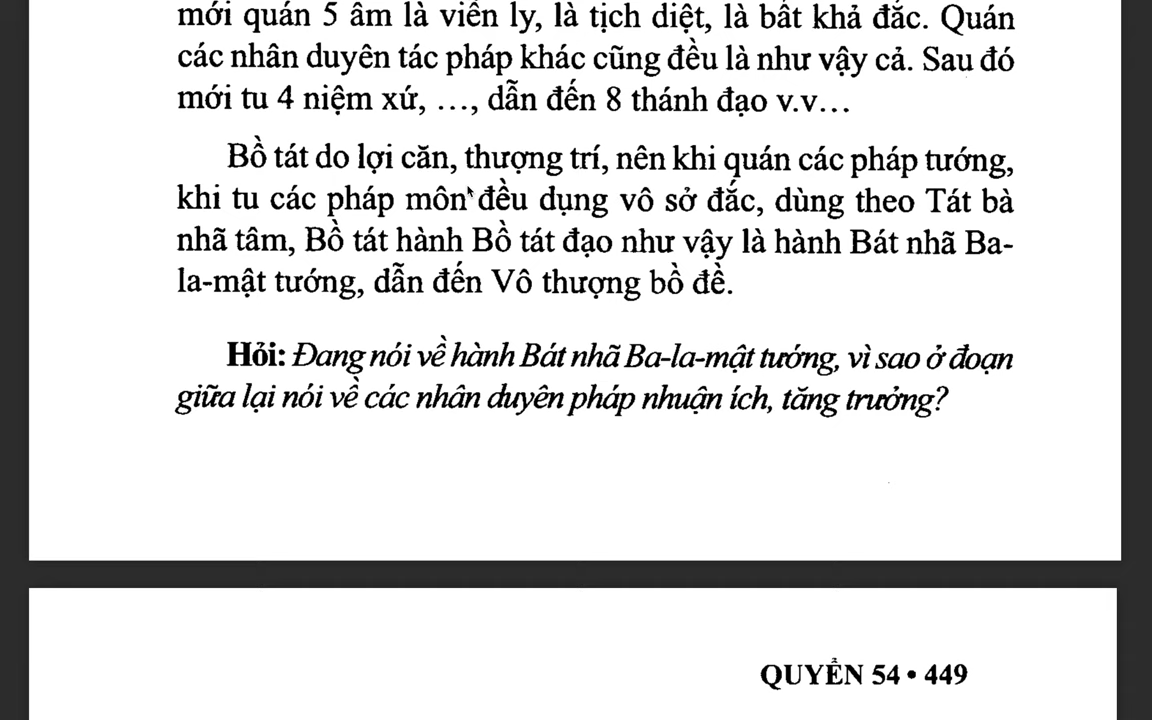 mới quán 5 ấm là viễn ly, là tịch diệt, là bất khả đắc. Quán
các nhân duyên tác pháp khác cũng đều là như vậy cả. Sau đó
mới tu 4 niệm xứ, ..., dẫn đến 8 thánh đạo v.v...
Bồ tát do lợi căn, thượng trí, nên khi quán các pháp tướng,
khi tu các pháp môn đều dụng vô sở đắc, dùng theo Tát bà
nhã tâm, Bồ tát hành Bồ tát đạo như vậy là hành Bát nhã Ba-
la-mật tướng, dẫn đến Vô thượng bồ đề.
Hỏi: Đang nói về hành Bát nhã Ba-la-mật tướng, vì sao ở đoạn
giữa lại nói về các nhân duyên pháp nhuận ích, tăng trưởng?
QUYỂN 54 • 449